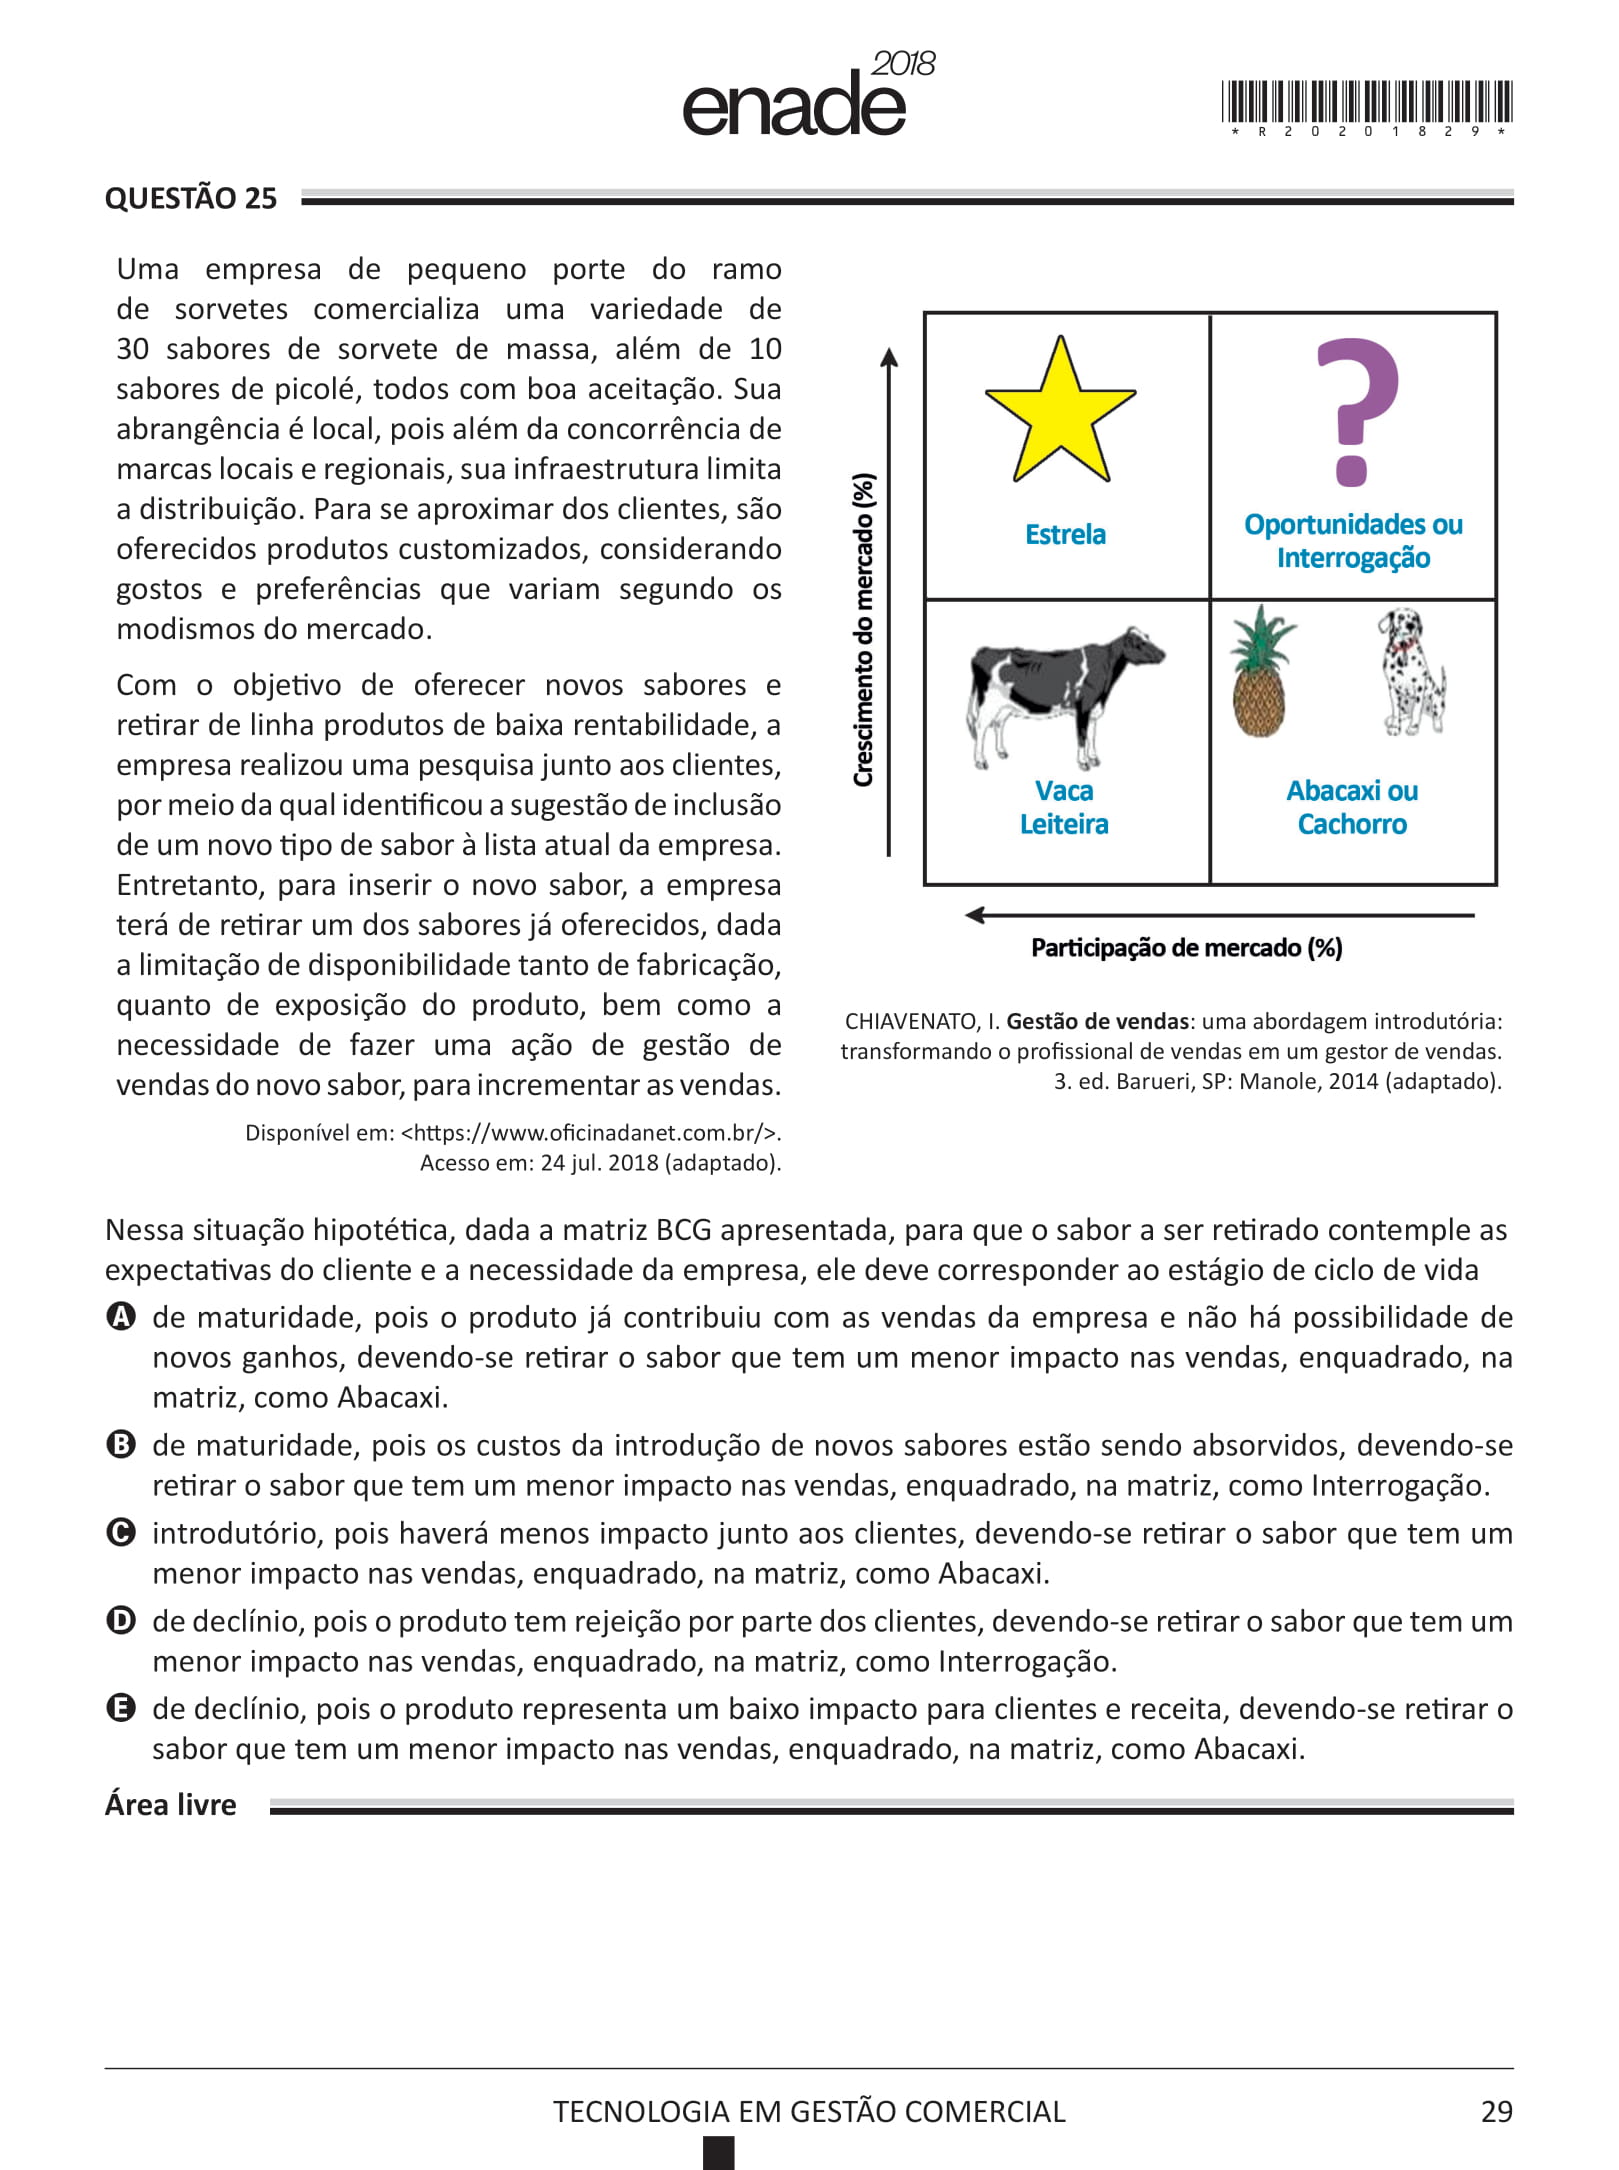 enade 2018
*R20201829*
QUESTÃO 25
Uma empresa de pequeno porte do ramo
de sorvetes comercializa uma variedade de
30 sabores de sorvete de massa, além de 10
sabores de picolé, todos com boa aceitação. Sua
abrangência é local, pois além da concorrência de
marcas locais e regionais, sua infraestrutura limita
a distribuição. Para se aproximar dos clientes, são
oferecidos produtos customizados, considerando
gostos e preferências que variam segundo os
modismos do mercado.
Com o objetivo de oferecer novos sabores e
retirar de linha produtos de baixa rentabilidade, a
empresa realizou uma pesquisa junto aos clientes,
por meio da qual identificou a sugestão de inclusão
de um novo tipo de sabor à lista atual da empresa.
Entretanto, para inserir o novo sabor, a empresa
terá de retirar um dos sabores já oferecidos, dada
a limitação de disponibilidade tanto de fabricação,
quanto de exposição do produto, bem como a
necessidade de fazer uma ação de gestão de
vendas do novo sabor, para incrementar as vendas.
Disponível em: <https://www.oficinadanet.com.br/>.
Acesso em: 24 jul. 2018 (adaptado).
Crescimento do mercado (%)
?
Estrela
Oportunidades ou
Interrogação
Vaca
Leiteira
Abacaxi ou
Cachorro
Participação de mercado (%)
CHIAVENATO, I. Gestão de vendas: uma abordagem introdutória:
transformando o profissional de vendas em um gestor de vendas.
3. ed. Barueri, SP: Manole, 2014 (adaptado).
Nessa situação hipotética, dada a matriz BCG apresentada, para que o sabor a ser retirado contemple as
expectativas do cliente e a necessidade da empresa, ele deve corresponder ao estágio de ciclo de vida
A de maturidade, pois o produto já contribuiu com as vendas da empresa e não há possibilidade de
novos ganhos, devendo-se retirar o sabor que tem um menor impacto nas vendas, enquadrado, na
matriz, como Abacaxi.
B de maturidade, pois os custos da introdução de novos sabores estão sendo absorvidos, devendo-se
retirar o sabor que tem um menor impacto nas vendas, enquadrado, na matriz, como Interrogação.
C introdutório, pois haverá menos impacto junto aos clientes, devendo-se retirar o sabor que tem um
menor impacto nas vendas, enquadrado, na matriz, como Abacaxi.
D de declínio, pois o produto tem rejeição por parte dos clientes, devendo-se retirar o sabor que tem um
menor impacto nas vendas, enquadrado, na matriz, como Interrogação.
E de declínio, pois o produto representa um baixo impacto para clientes e receita, devendo-se retirar o
sabor que tem um menor impacto nas vendas, enquadrado, na matriz, como Abacaxi.
Área livre
TECNOLOGIA EM GESTÃO COMERCIAL
29